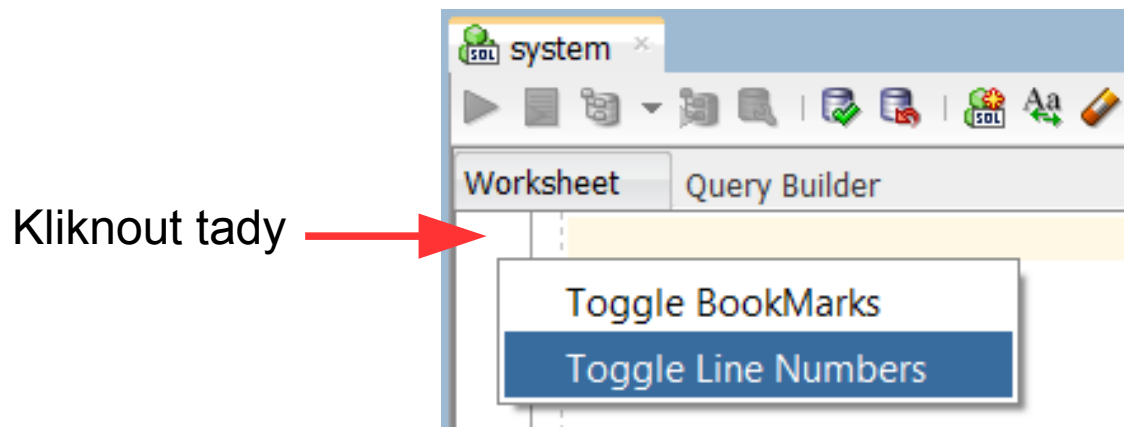 system
Worksheet Query Builder
Kliknout tady
Toggle BookMarks
Toggle Line Numbers